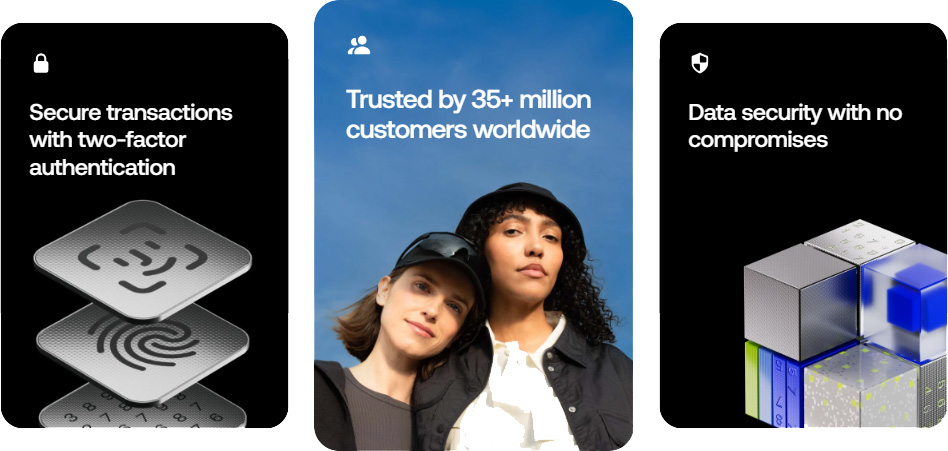 Secure transactions
with two-factor
authentication
Trusted by 35+ million
customers worldwide
Data security with no
compromises